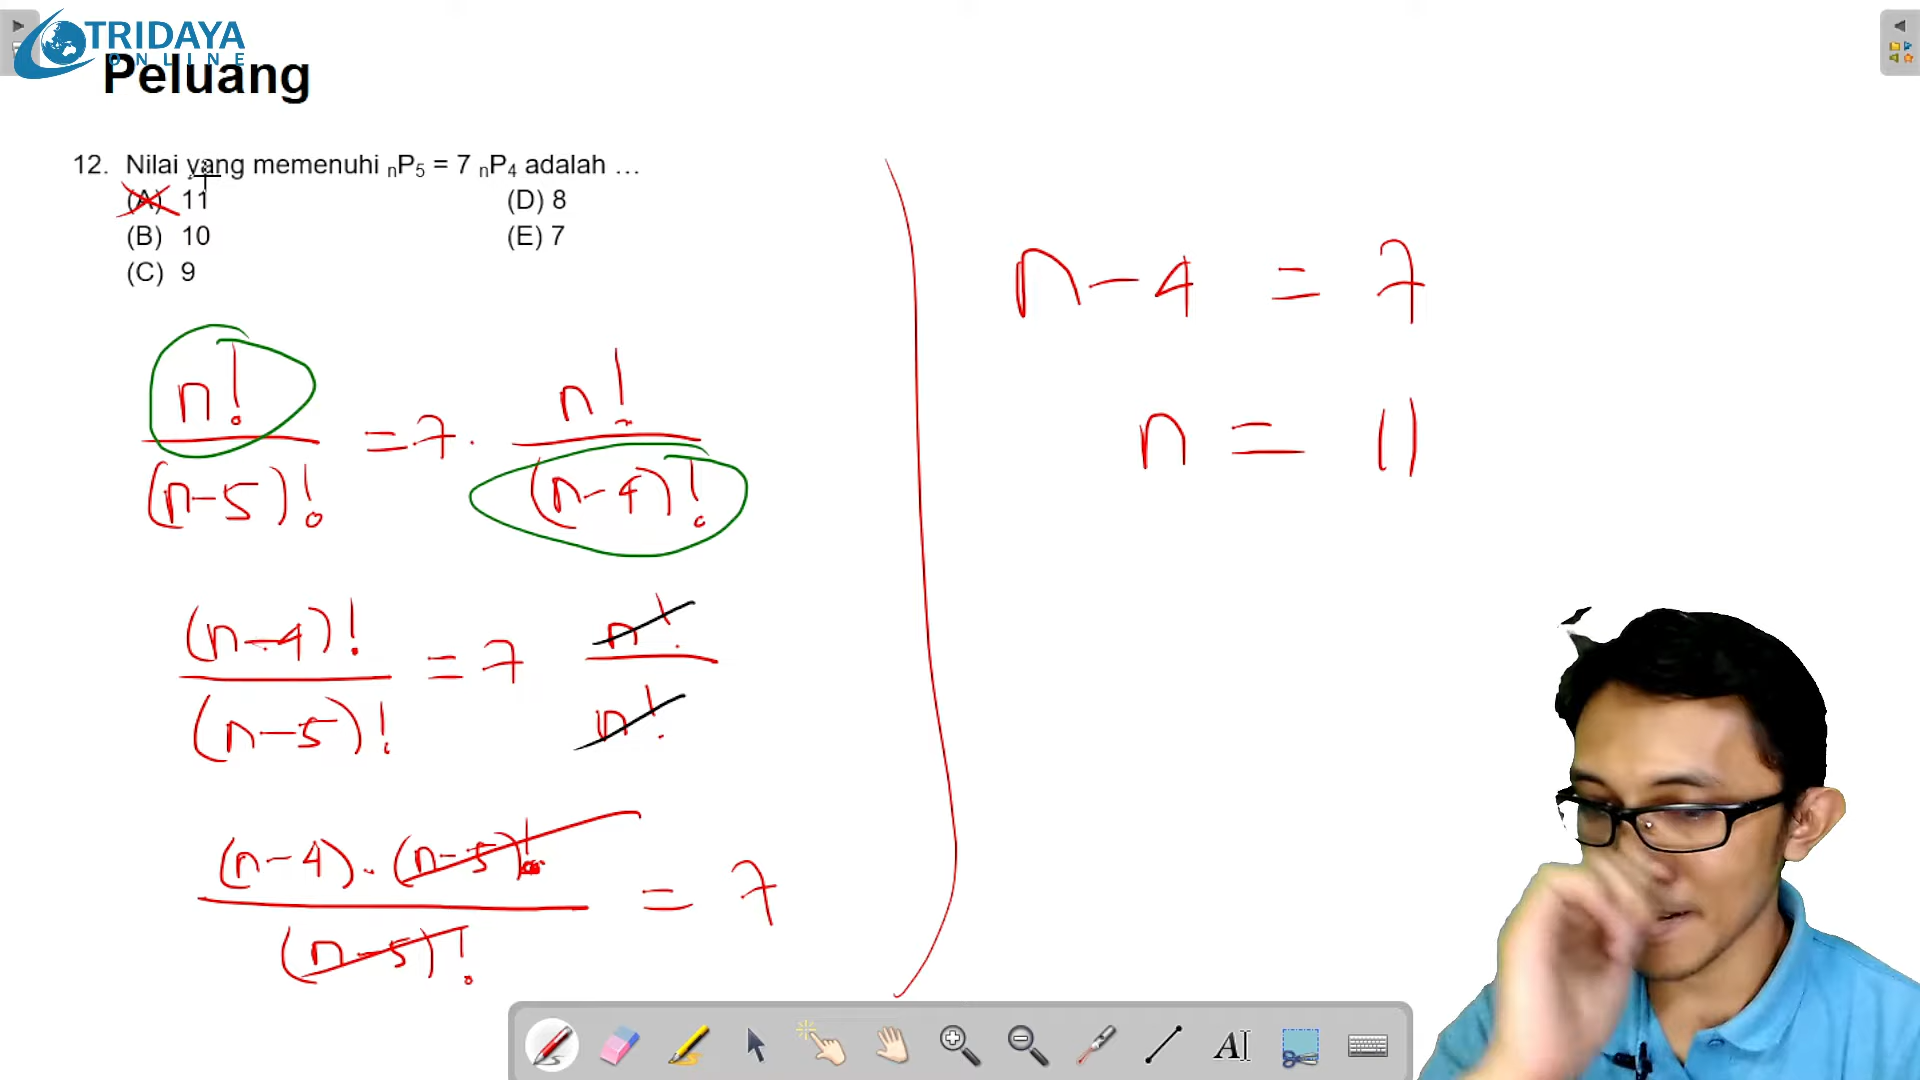 TRIDAYA
ONLINE
Peluang
12. Nilai yang memenuhi ₙP₅ = 7 ₙP₄ adalah …
(A) 11
(D) 8
(B) 10
(E) 7
(C) 9
n! / (n-5)! = 7 · n! / (n-4)!
(n-4)! / (n-5)! = 7 n! / n!
(n-4) · (n-5)! / (n-5)! = 7
n - 4 = 7
n = 11
A